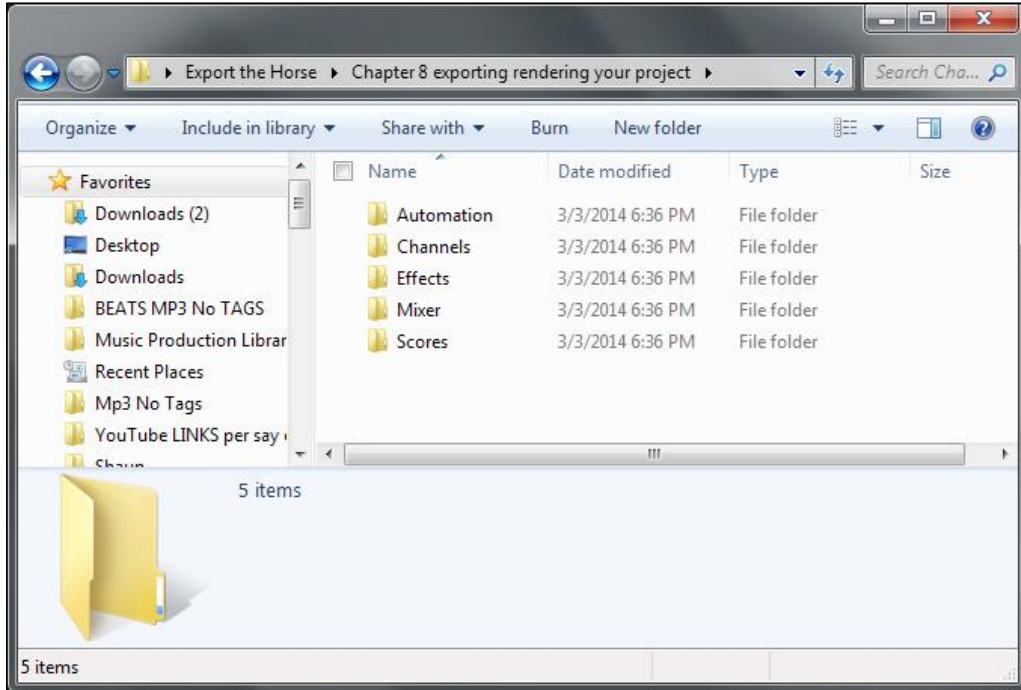 Export the Horse Chapter 8 exporting rendering your project Search Cha...
Organize Include in library Share with Burn New folder
Favorites
Downloads (2)
Desktop
Downloads
BEATS MP3 No TAGS
Music Production Librar
Recent Places
Mp3 No Tags
YouTube LINKS per say
Shaun
Name Date modified Type Size
Automation 3/3/2014 6:36 PM File folder
Channels 3/3/2014 6:36 PM File folder
Effects 3/3/2014 6:36 PM File folder
Mixer 3/3/2014 6:36 PM File folder
Scores 3/3/2014 6:36 PM File folder
5 items
5 items